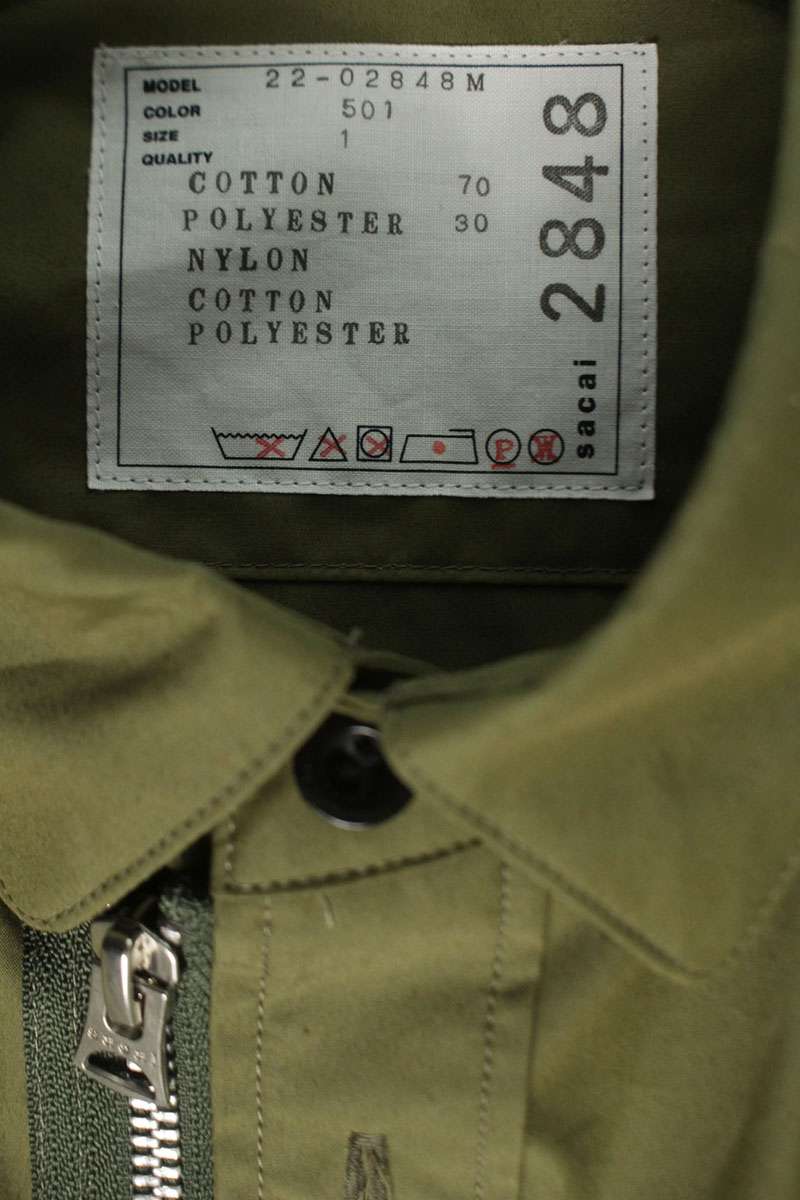 MODEL 22-02848M
COLOR 501
SIZE 1
QUALITY
COTTON 70
POLYESTER 30
NYLON
COTTON
POLYESTER
P W
sacai 2848